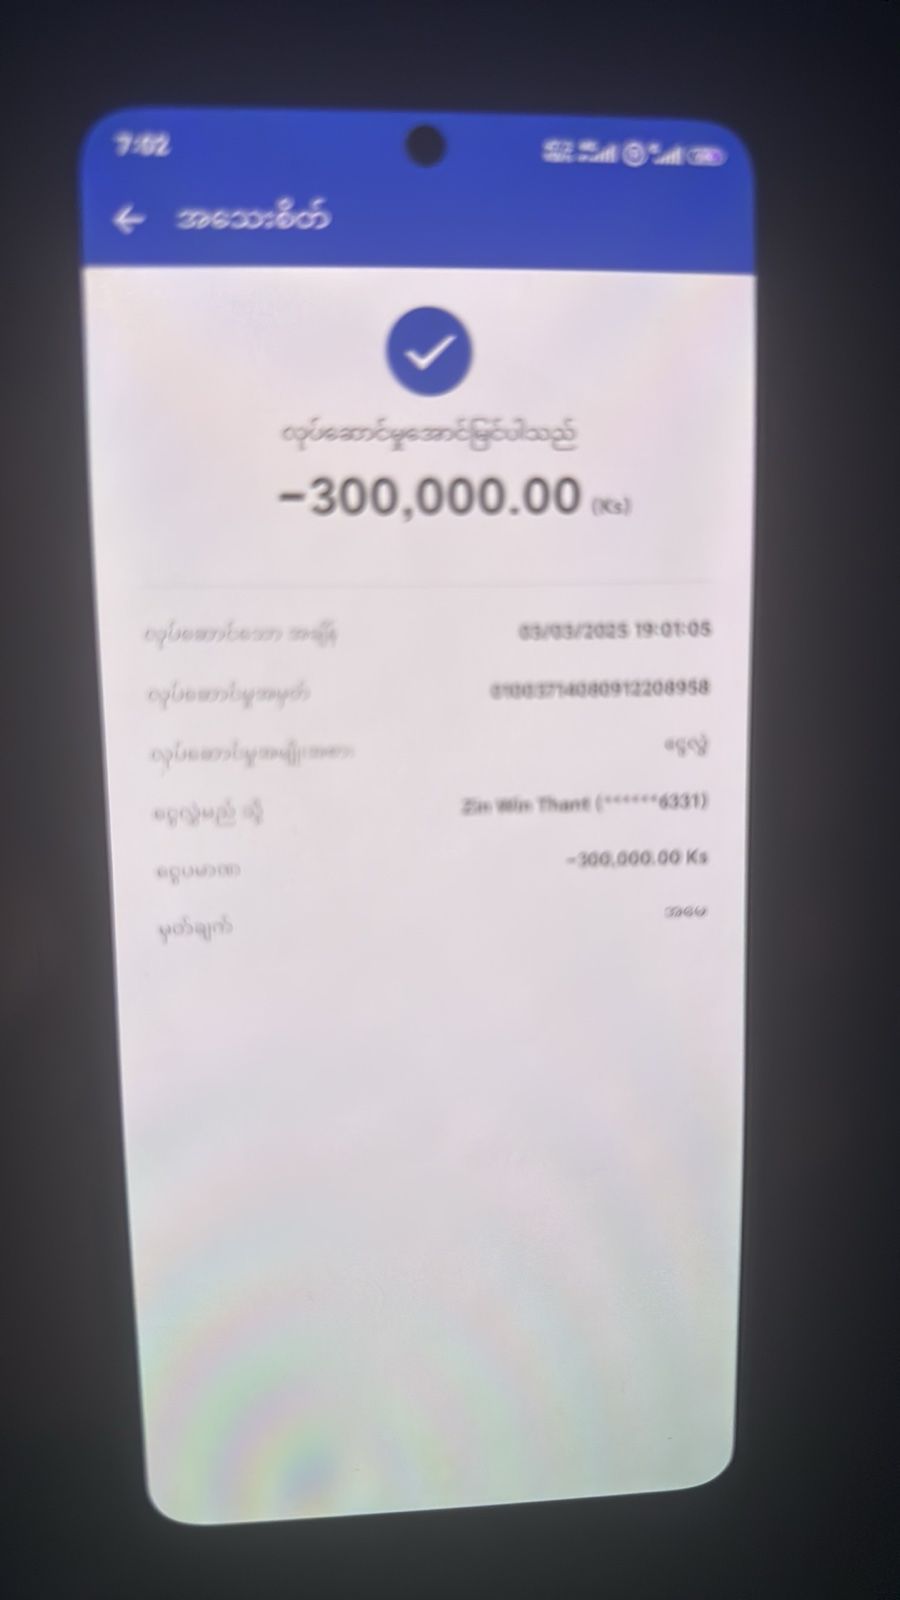 7:02
အသေးစိတ်
လုပ်ဆောင်မှုအောင်မြင်ပါသည်
-300,000.00 (Ks)
လုပ်ဆောင်သော အချိန် 03/03/2025 19:01:05
လုပ်ဆောင်မှုအမှတ် 01003714080912208958
လုပ်ဆောင်မှုအမျိုးအစား ငွေလွှဲ
ငွေလွှဲမည် သို့ Zin Win Thant (******6331)
ငွေပမာဏ -300,000.00 Ks
မှတ်ချက် အမေ